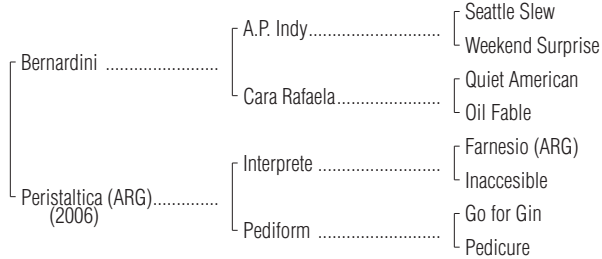 Seattle Slew
A.P. Indy..............................
Weekend Surprise
Bernardini ..........................
Quiet American
Cara Rafaela........................
Oil Fable
Farnesio (ARG)
Interprete ............................
Inaccesible
Peristaltica (ARG)...............
(2006)
Go for Gin
Pediform ............................
Pedicure